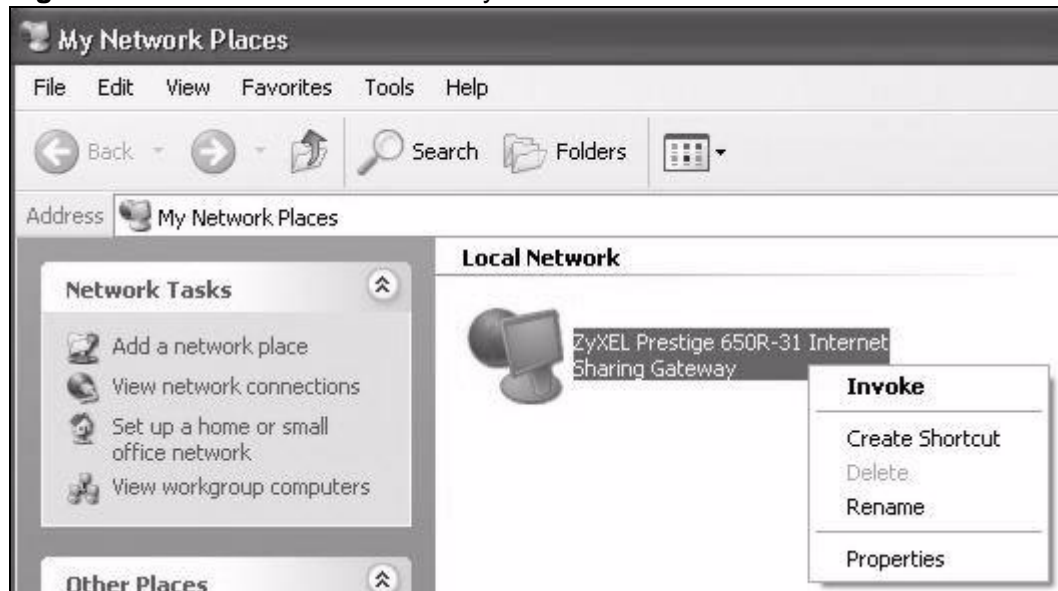 My Network Places
File Edit View Favorites Tools Help
Back Search Folders
Address My Network Places
Local Network
Network Tasks
Add a network place
View network connections
Set up a home or small
office network
View workgroup computers
ZyXEL Prestige 650R-31 Internet
Sharing Gateway
Invoke
Create Shortcut
Delete
Rename
Properties
Other Places